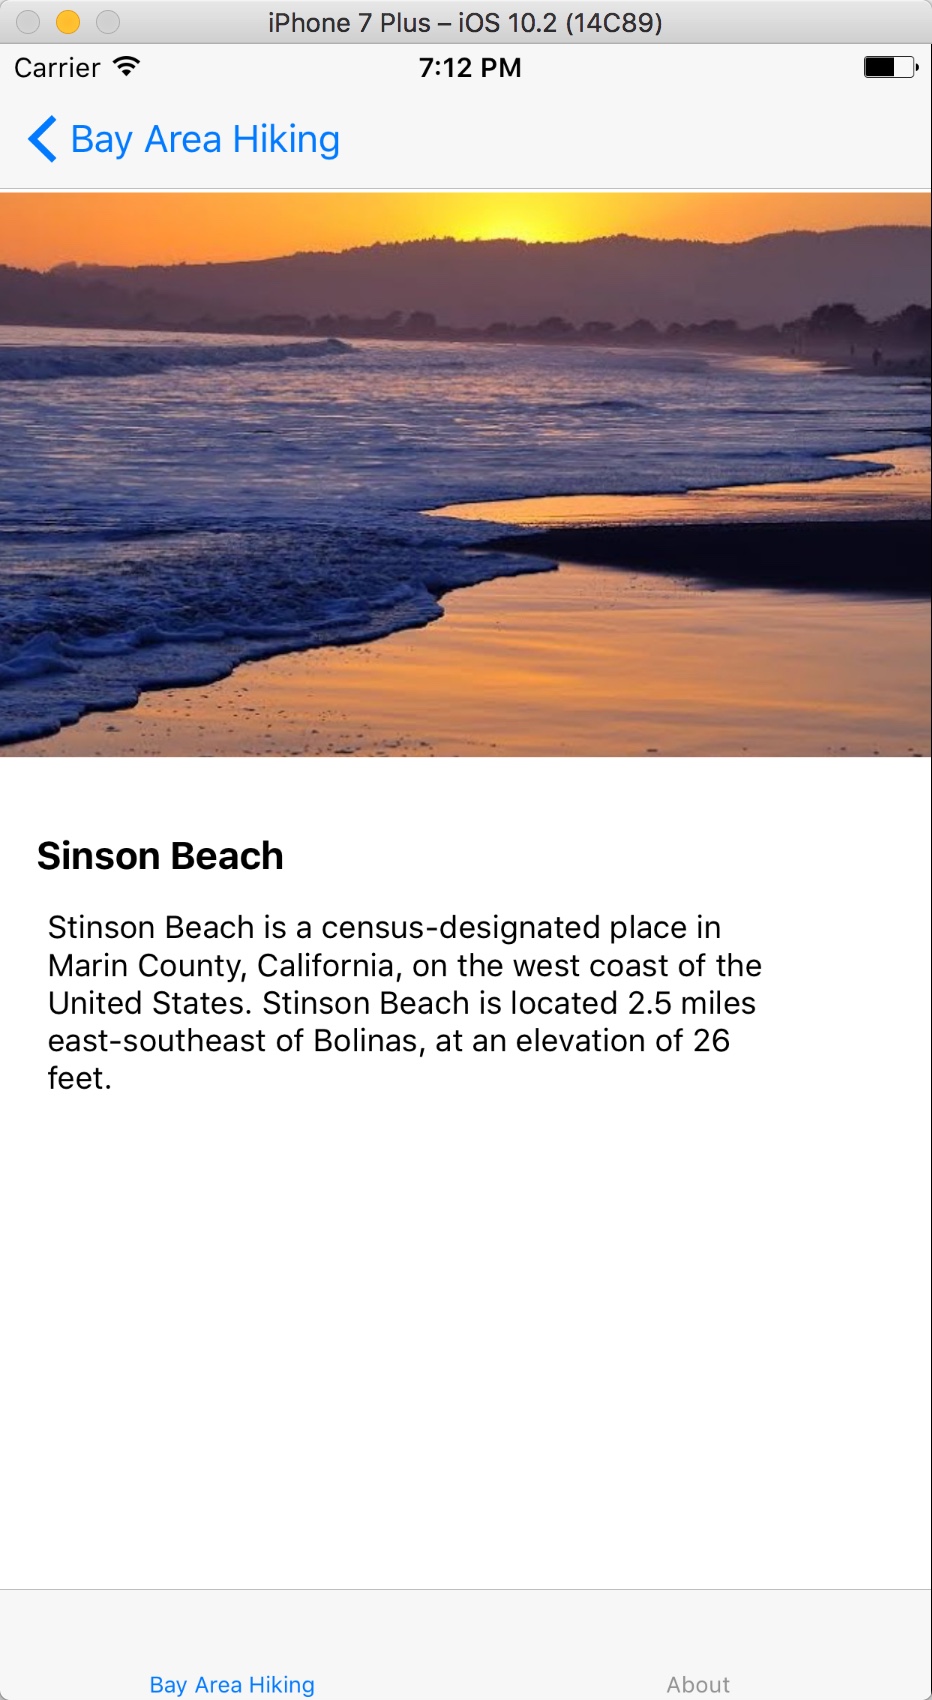 iPhone 7 Plus – iOS 10.2 (14C89)
Carrier 7:12 PM
Bay Area Hiking
Sinson Beach
Stinson Beach is a census-designated place in
Marin County, California, on the west coast of the
United States. Stinson Beach is located 2.5 miles
east-southeast of Bolinas, at an elevation of 26
feet.
Bay Area Hiking About